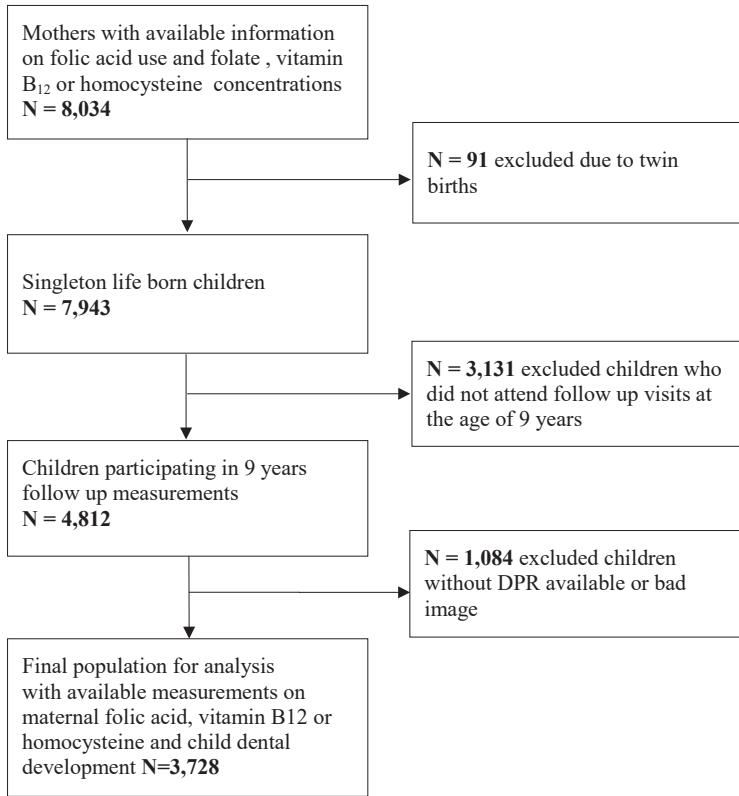 Mothers with available information
on folic acid use and folate , vitamin
B₁₂ or homocysteine concentrations
N = 8,034
N = 91 excluded due to twin
births
Singleton life born children
N = 7,943
N = 3,131 excluded children who
did not attend follow up visits at
the age of 9 years
Children participating in 9 years
follow up measurements
N = 4,812
N = 1,084 excluded children
without DPR available or bad
image
Final population for analysis
with available measurements on
maternal folic acid, vitamin B12 or
homocysteine and child dental
development N=3,728